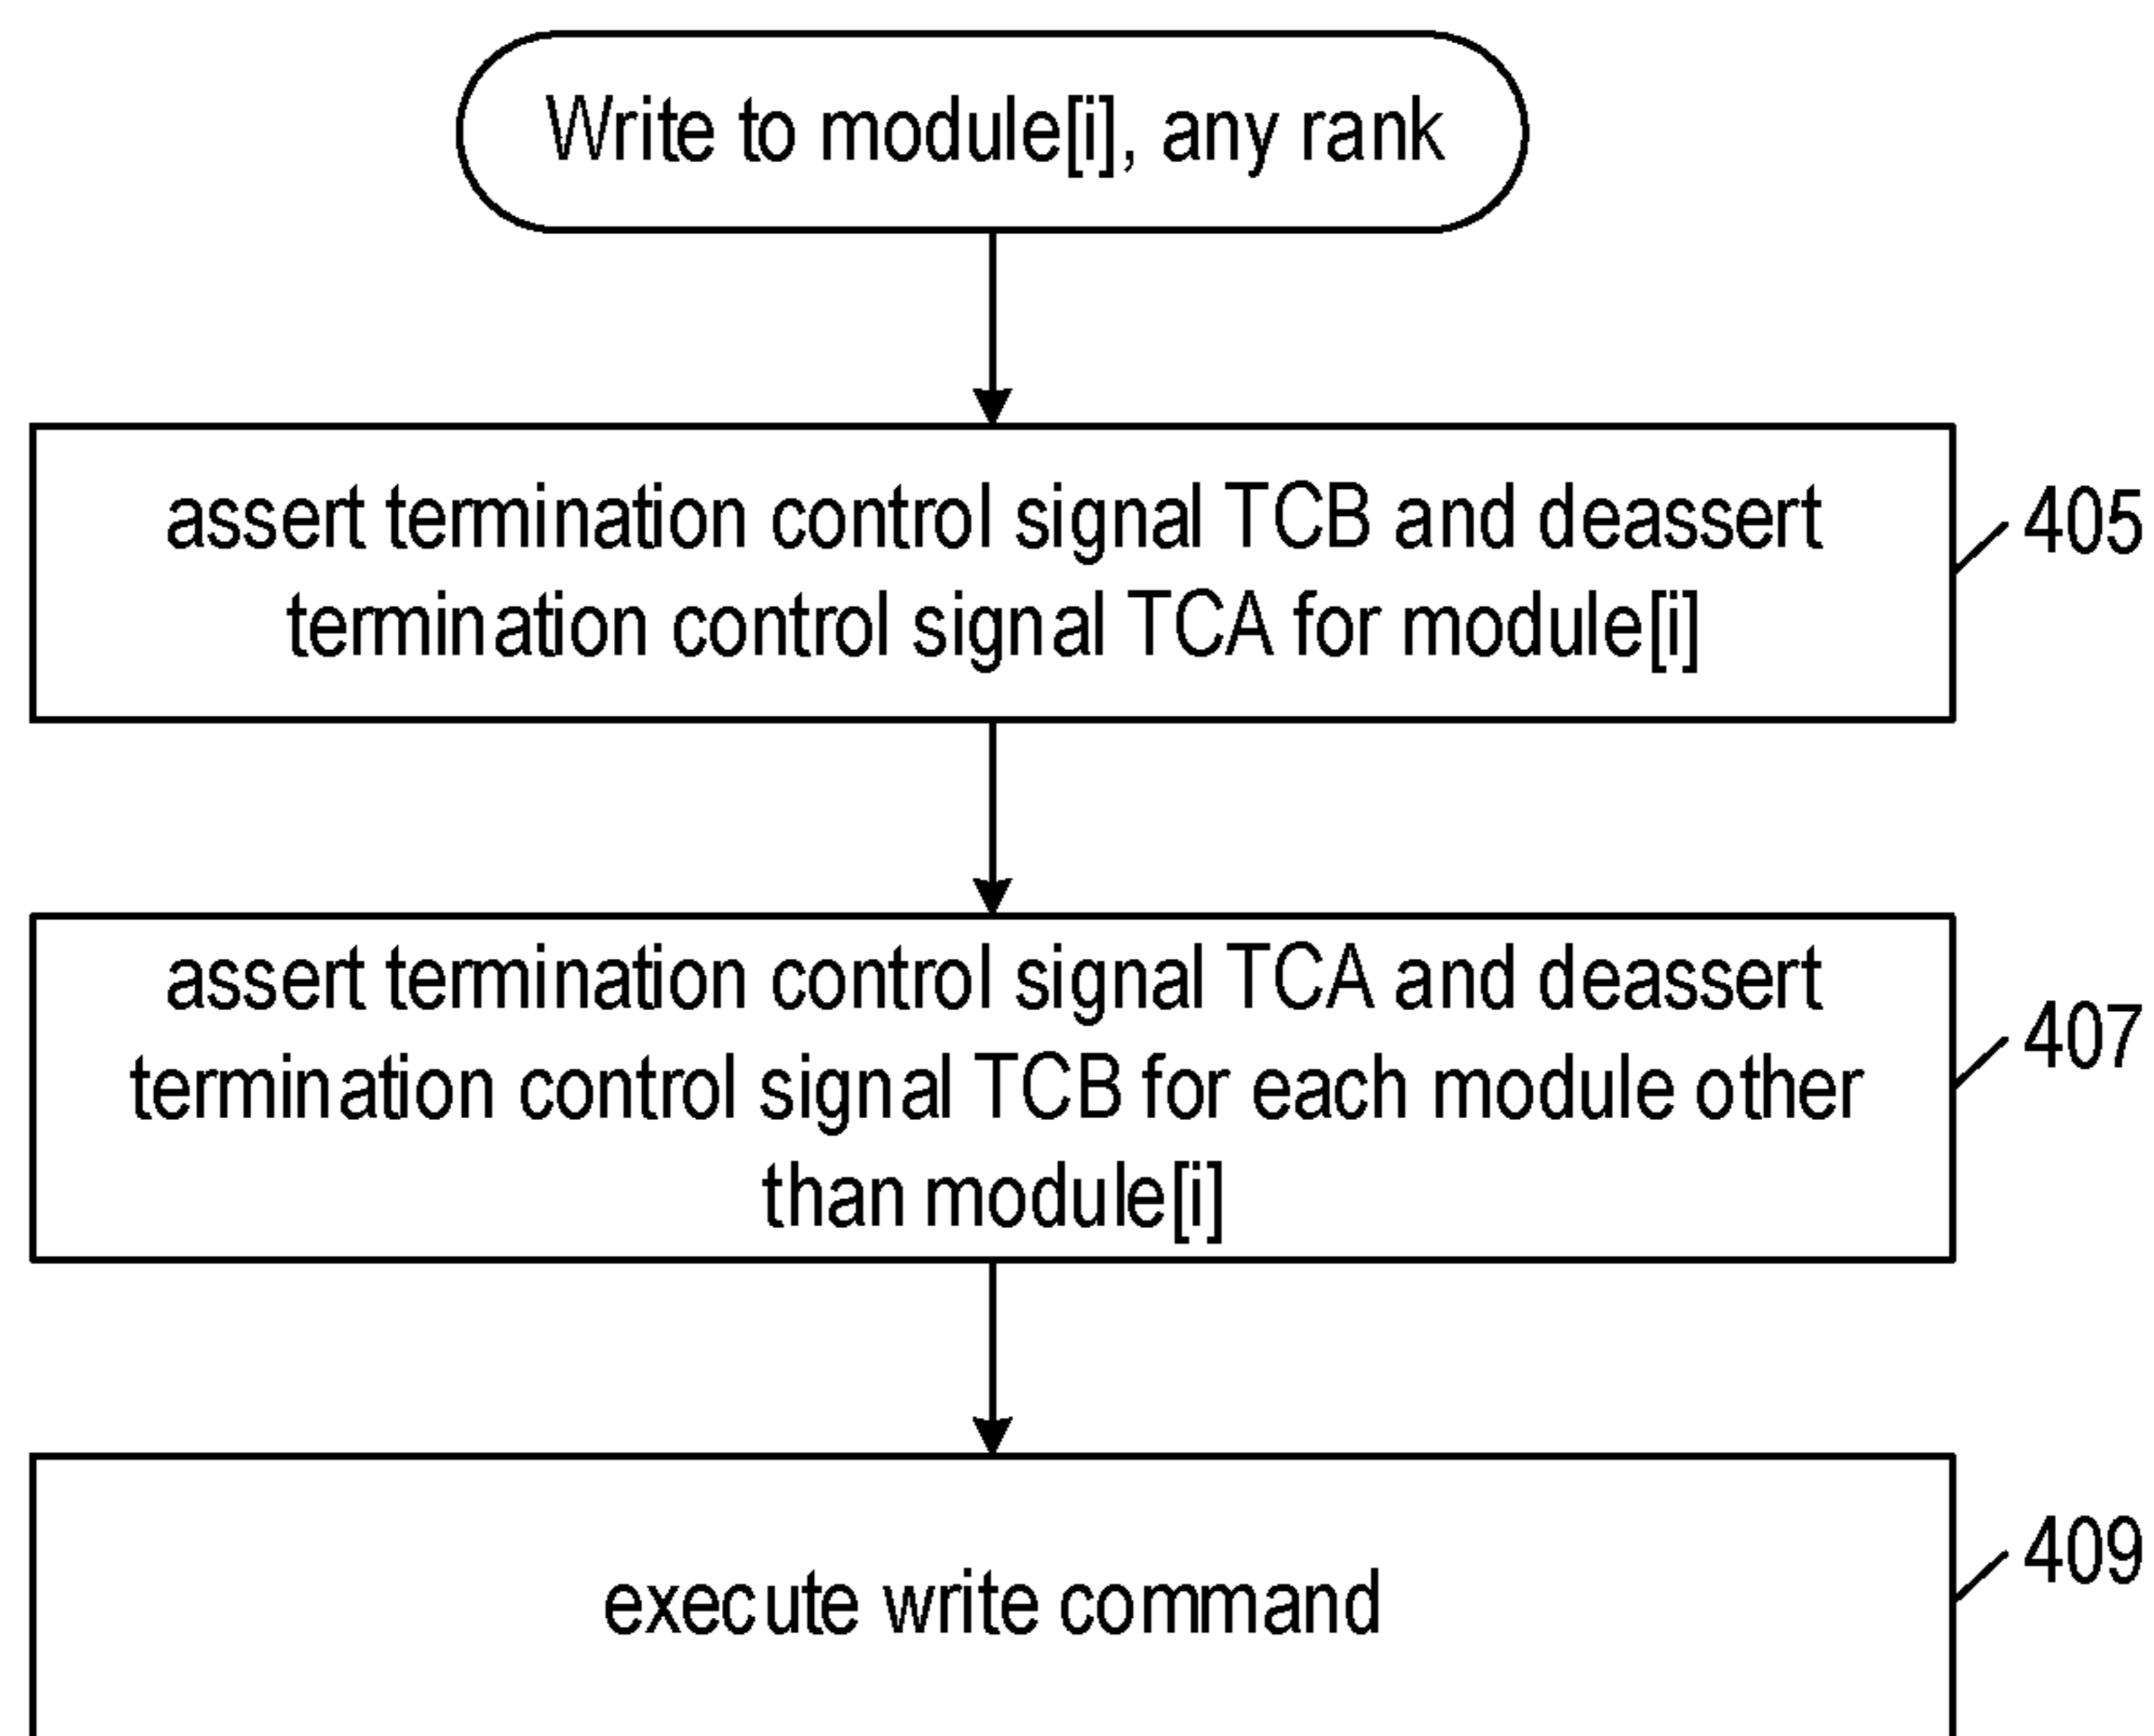 Write to module[i], any rank
assert termination control signal TCB and deassert
termination control signal TCA for module[i]
405
assert termination control signal TCA and deassert
termination control signal TCB for each module other
than module[i]
407
execute write command
409